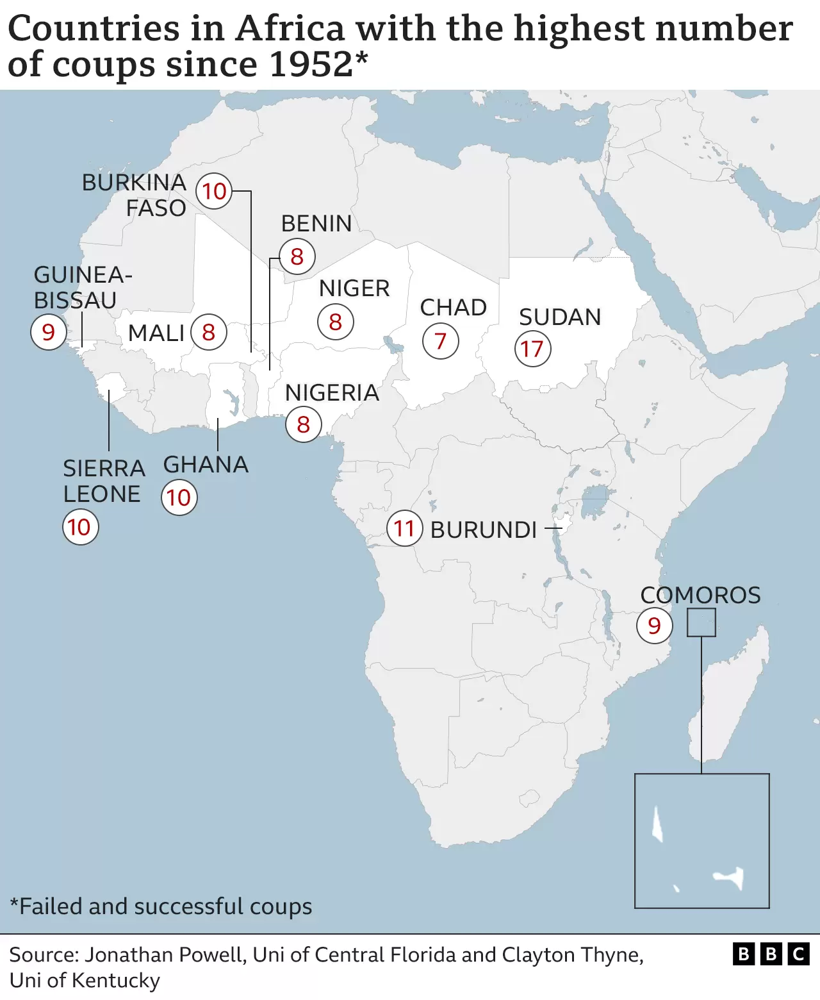 Countries in Africa with the highest number
of coups since 1952*
BURKINA
FASO
10
BENIN
8
GUINEA-
BISSAU
9
MALI
8
NIGER
8
CHAD
7
SUDAN
17
NIGERIA
8
SIERRA
LEONE
10
GHANA
10
11
BURUNDI
COMOROS
9
*Failed and successful coups
Source: Jonathan Powell, Uni of Central Florida and Clayton Thyne,
Uni of Kentucky
BBC